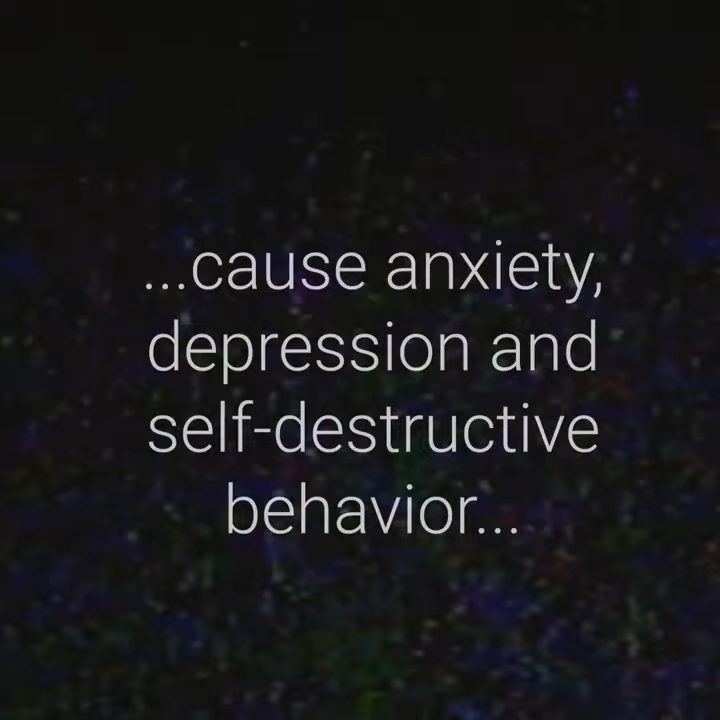 ...cause anxiety,
depression and
self-destructive
behavior...